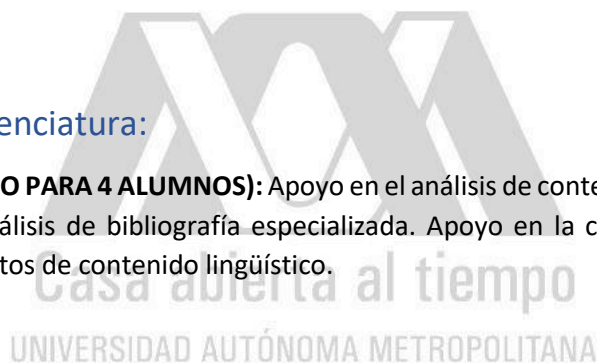 enciatura:
O PARA 4 ALUMNOS): Apoyo en el análisis de conte
álisis de bibliografía especializada. Apoyo en la c
tos de contenido lingüístico.
Casa abierta al tiempo
UNIVERSIDAD AUTÓNOMA METROPOLITANA